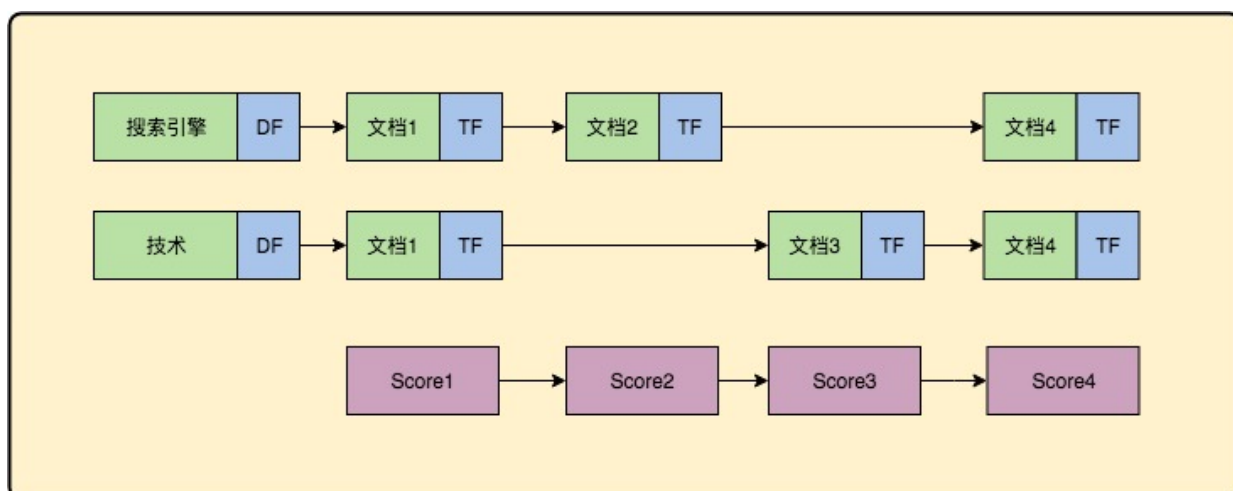 搜索引擎 DF 文档1 TF 文档2 TF 文档4 TF
技术 DF 文档1 TF 文档3 TF 文档4 TF
Score1 Score2 Score3 Score4